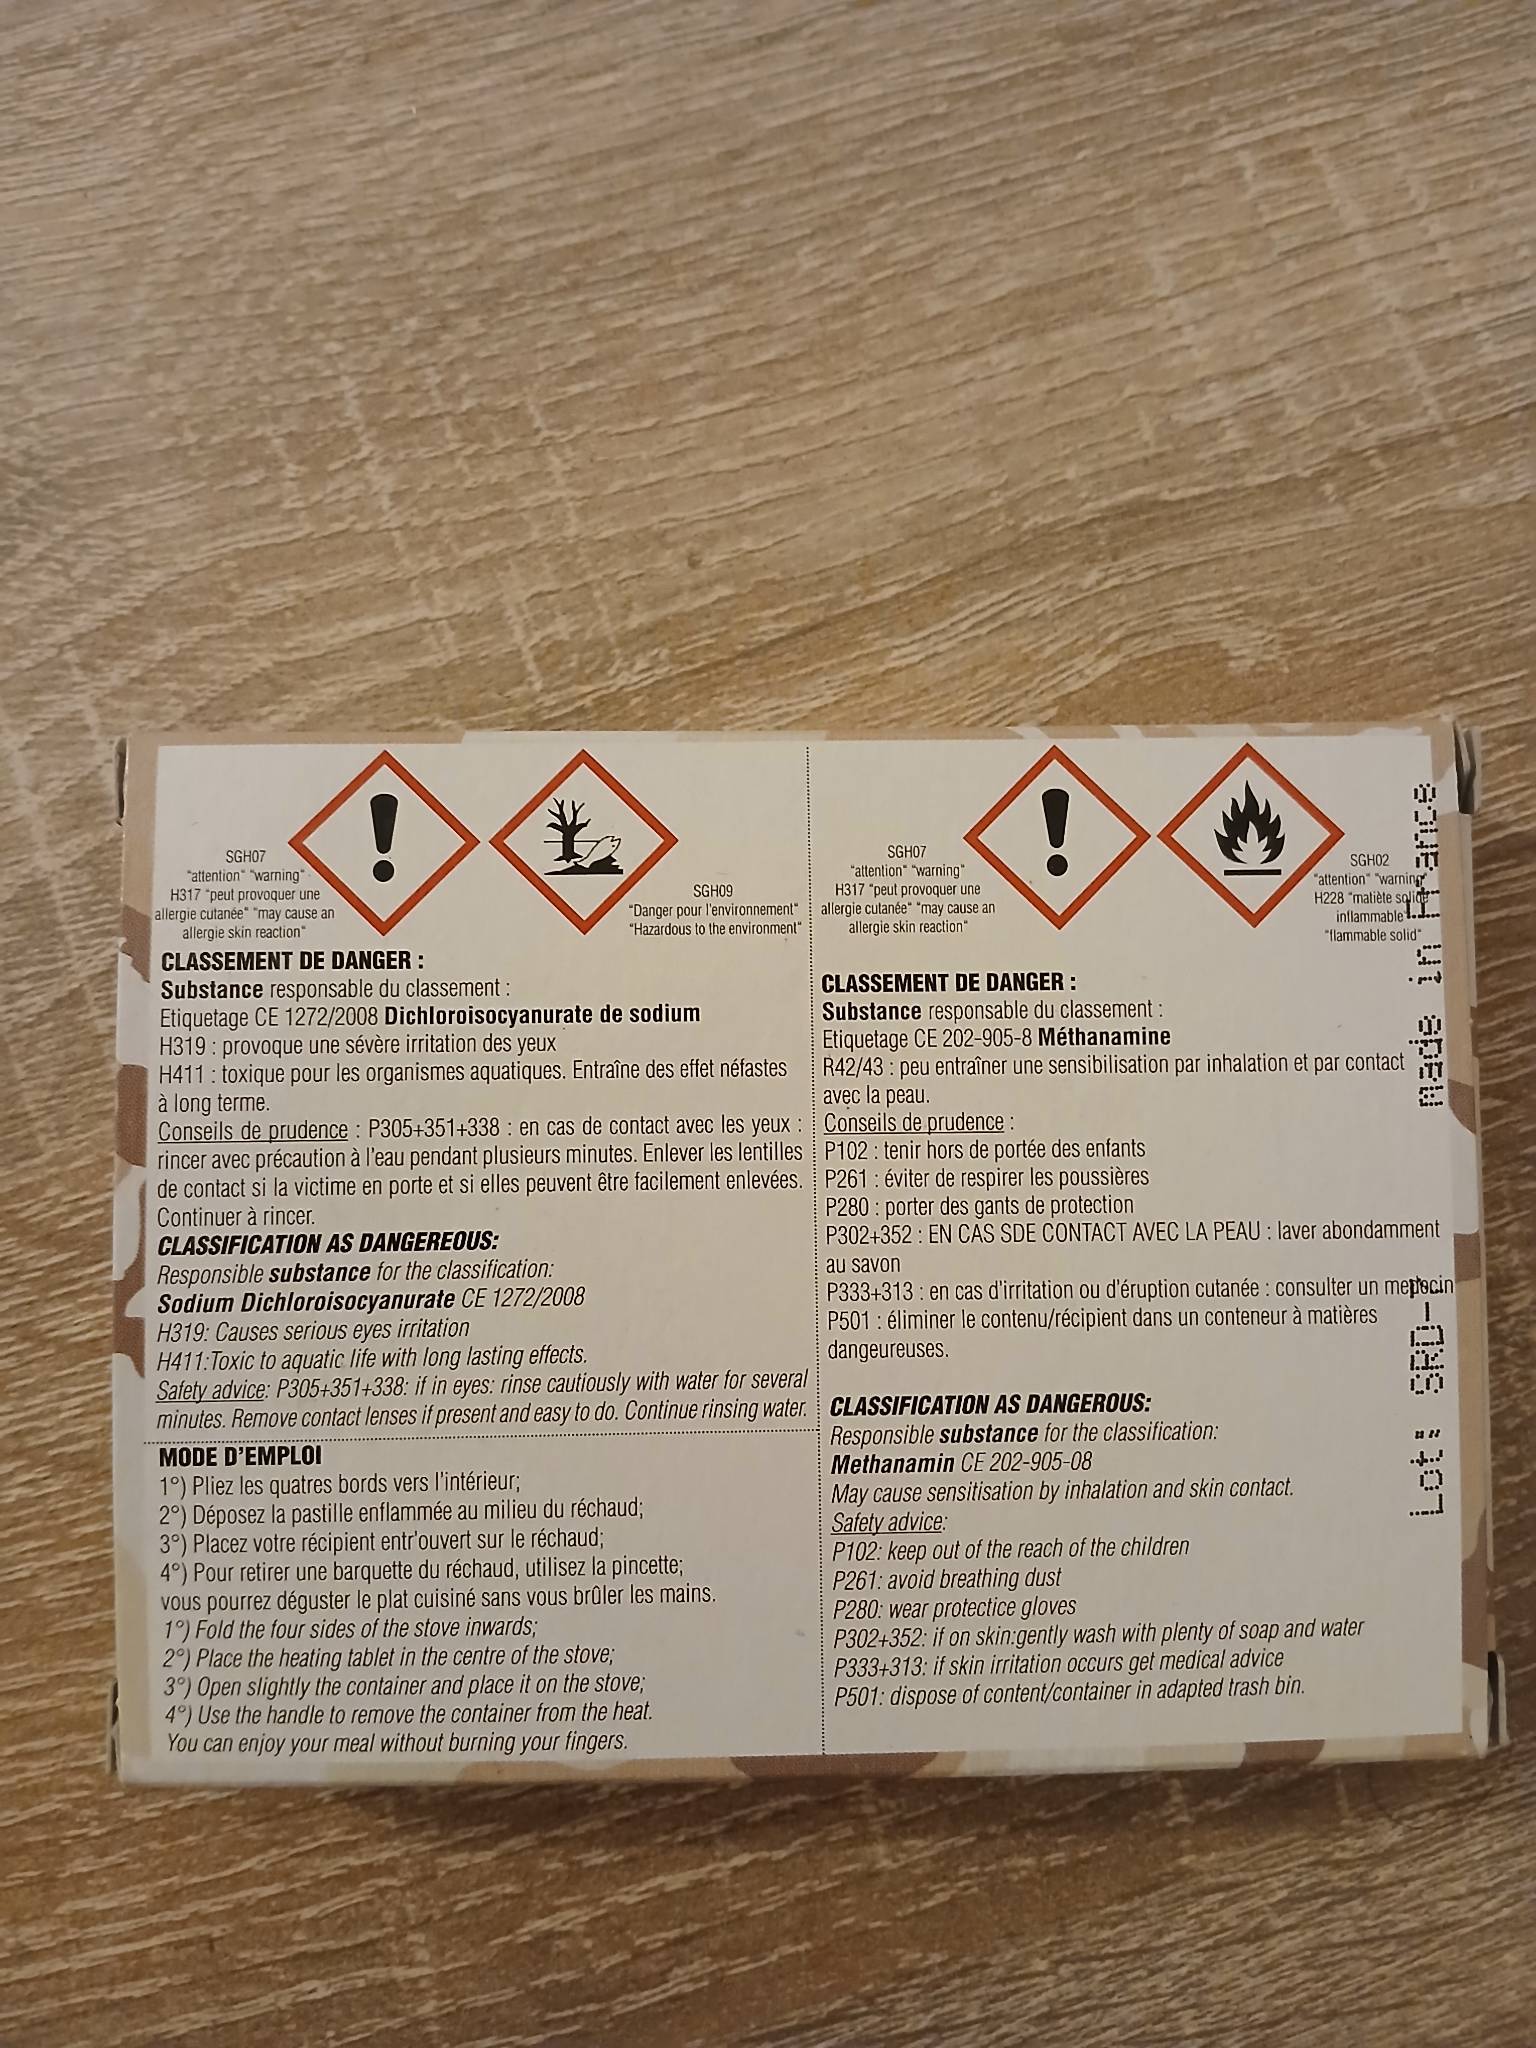 SGH07
"attention" "warning"
H317 "peut provoquer une
allergie cutanée" "may cause an
allergie skin reaction"
SGH09
"Danger pour l'environnement"
"Hazardous to the environment"
CLASSEMENT DE DANGER :
Substance responsable du classement :
Etiquetage CE 1272/2008 Dichloroisocyanurate de sodium
H319 : provoque une sévère irritation des yeux
H411 : toxique pour les organismes aquatiques. Entraîne des effet néfastes
à long terme.
Conseils de prudence : P305+351+338 : en cas de contact avec les yeux :
rincer avec précaution à l'eau pendant plusieurs minutes. Enlever les lentilles
de contact si la victime en porte et si elles peuvent être facilement enlevées.
Continuer à rincer.
CLASSIFICATION AS DANGEREOUS:
Responsible substance for the classification:
Sodium Dichloroisocyanurate CE 1272/2008
H319: Causes serious eyes irritation
H411:Toxic to aquatic life with long lasting effects.
Safety advice: P305+351+338: if in eyes: rinse cautiously with water for several
minutes. Remove contact lenses if present and easy to do. Continue rinsing water.
MODE D'EMPLOI
1°) Pliez les quatres bords vers l'intérieur;
2°) Déposez la pastille enflammée au milieu du réchaud;
3°) Placez votre récipient entr'ouvert sur le réchaud;
4°) Pour retirer une barquette du réchaud, utilisez la pincette;
vous pourrez déguster le plat cuisiné sans vous brûler les mains.
1°) Fold the four sides of the stove inwards;
2°) Place the heating tablet in the centre of the stove;
3°) Open slightly the container and place it on the stove;
4°) Use the handle to remove the container from the heat.
You can enjoy your meal without burning your fingers.
SGH07
"attention" "warning"
H317 "peut provoquer une
allergie cutanée" "may cause an
allergie skin reaction"
SGH02
"attention" "warning"
H228 "matiète solide
inflammable"
"flammable solid"
CLASSEMENT DE DANGER :
Substance responsable du classement :
Etiquetage CE 202-905-8 Méthanamine
R42/43 : peu entraîner une sensibilisation par inhalation et par contact
avec la peau.
Conseils de prudence :
P102 : tenir hors de portée des enfants
P261 : éviter de respirer les poussières
P280 : porter des gants de protection
P302+352 : EN CAS SDE CONTACT AVEC LA PEAU : laver abondamment
au savon
P333+313 : en cas d'irritation ou d'éruption cutanée : consulter un medecin
P501 : éliminer le contenu/récipient dans un conteneur à matières
dangeureuses.
CLASSIFICATION AS DANGEROUS:
Responsible substance for the classification:
Methanamin CE 202-905-08
May cause sensitisation by inhalation and skin contact.
Safety advice:
P102: keep out of the reach of the children
P261: avoid breathing dust
P280: wear protectice gloves
P302+352: if on skin:gently wash with plenty of soap and water
P333+313: if skin irritation occurs get medical advice
P501: dispose of content/container in adapted trash bin.
made in France